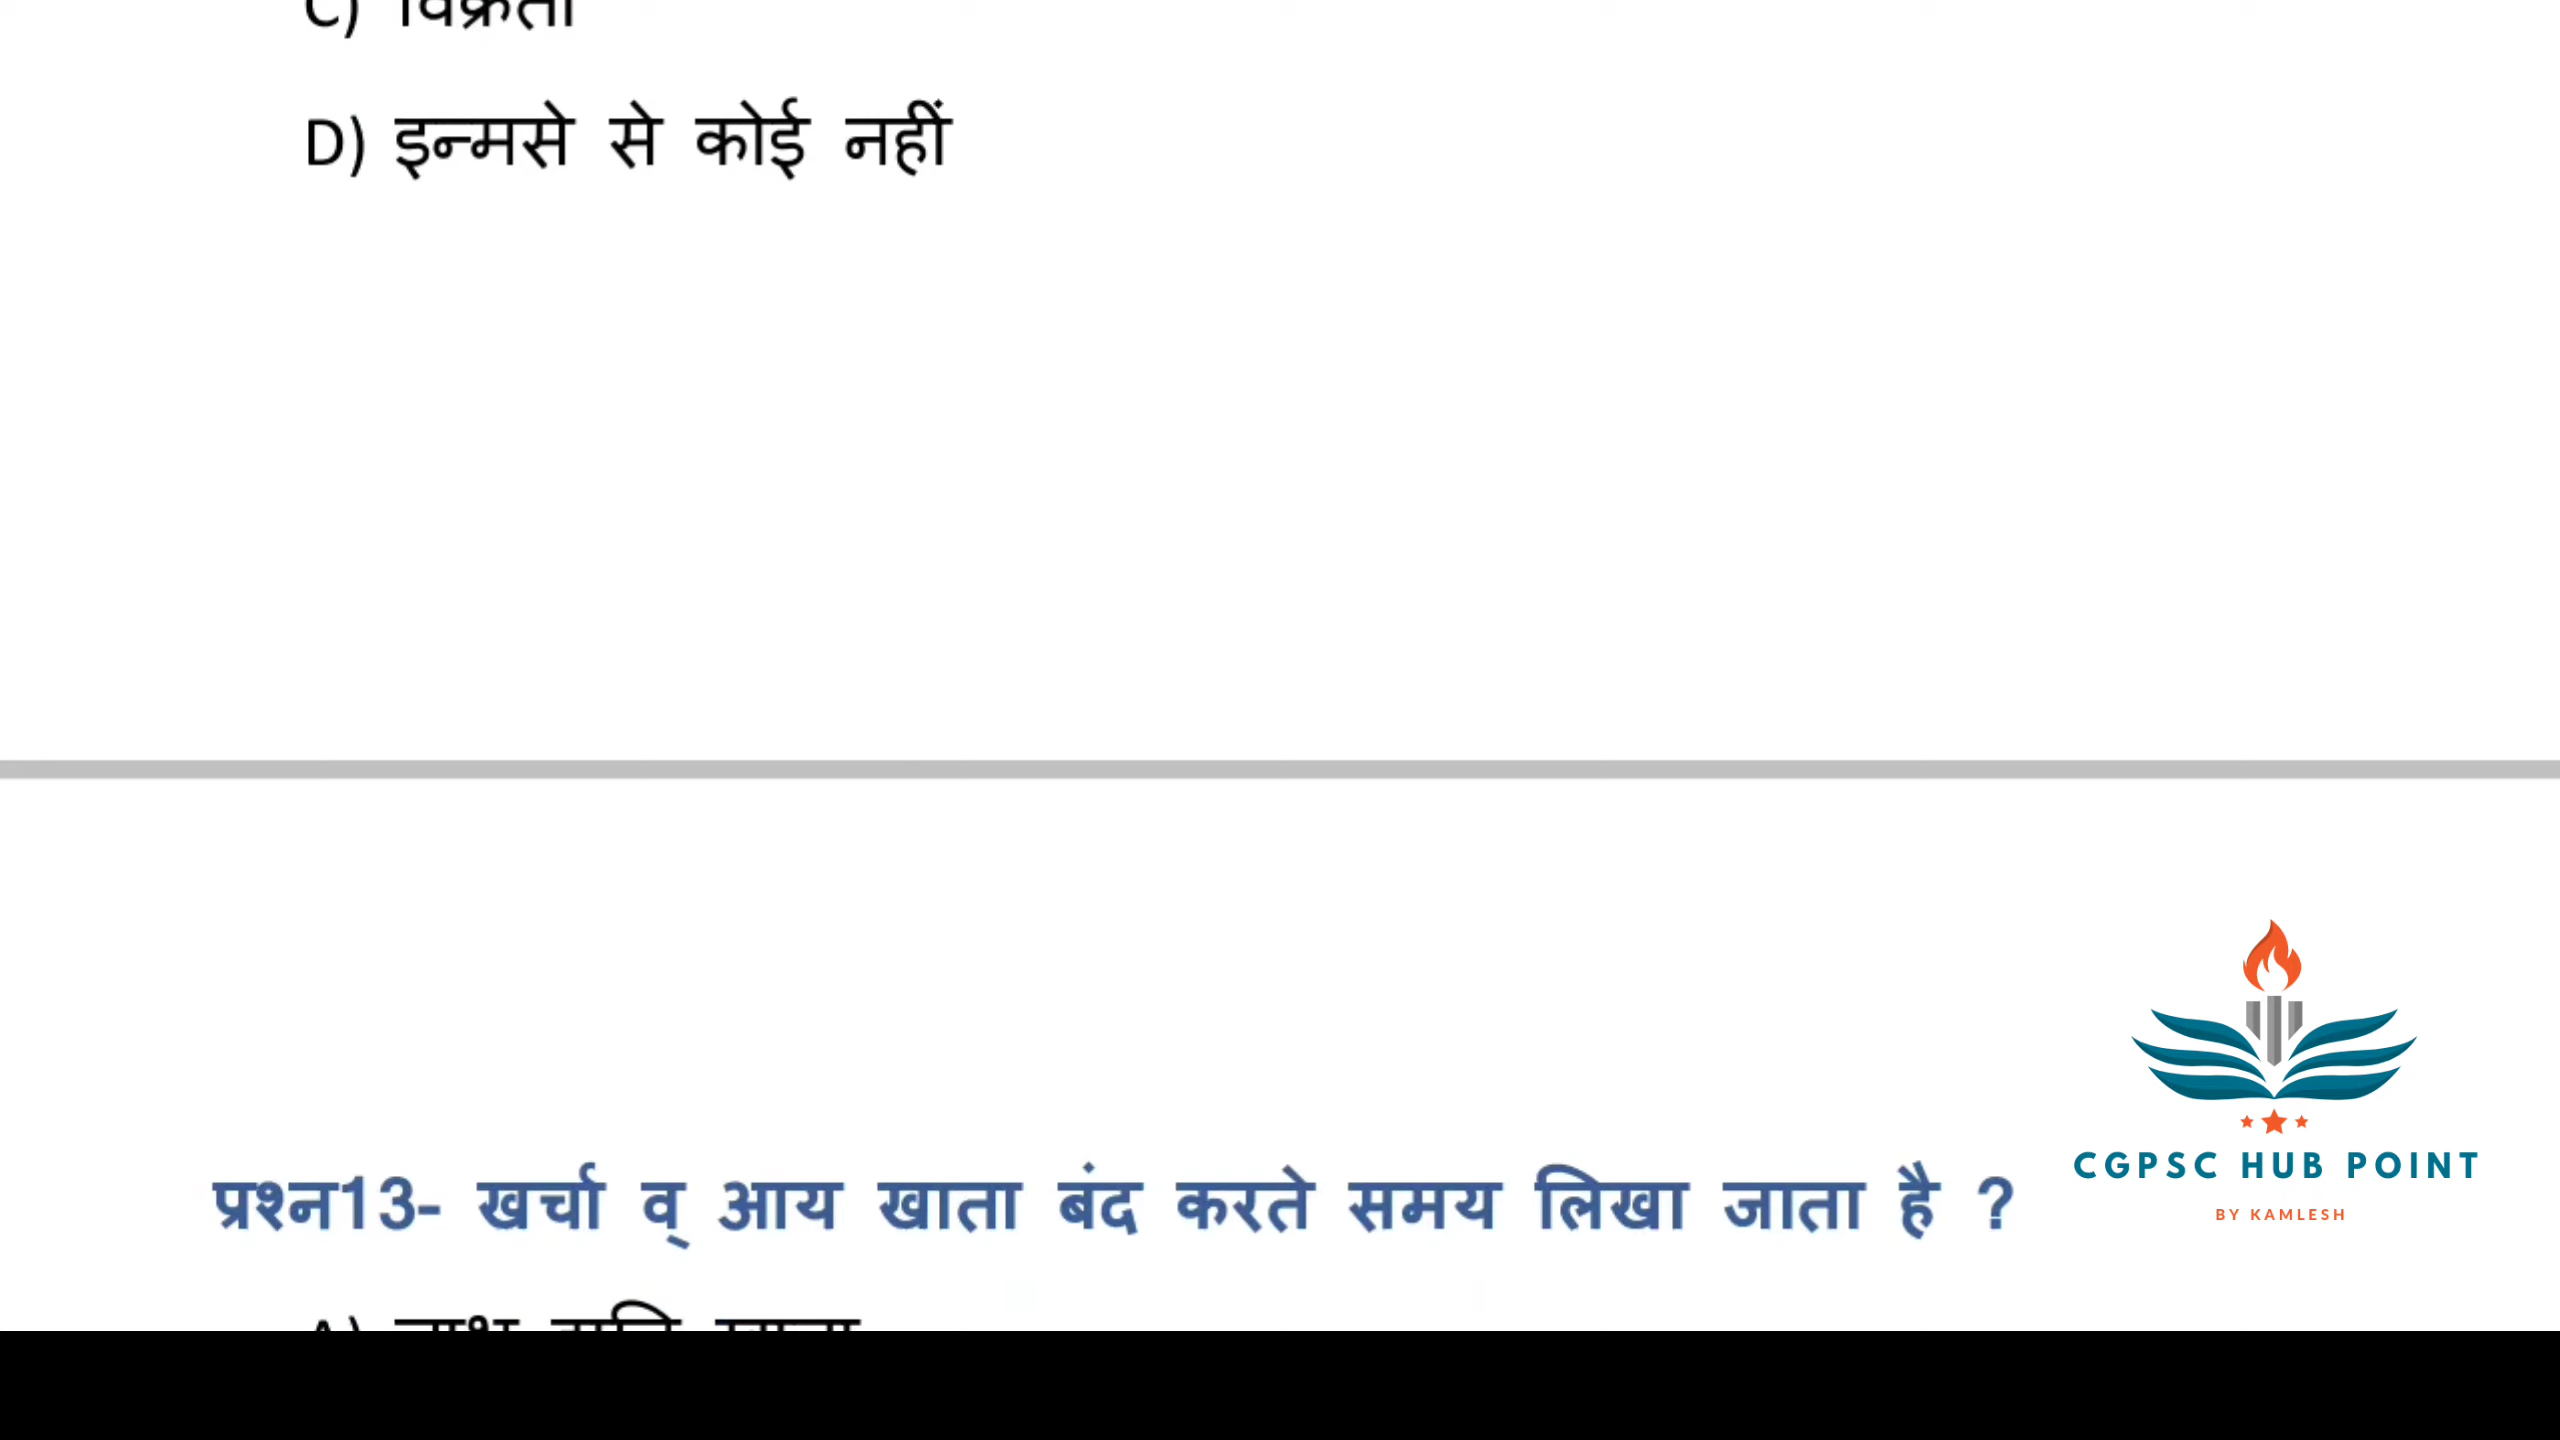 C) विक्रेता
D) इन्मसे से कोई नहीं
CGPSC HUB POINT
BY KAMLESH
प्रश्न13- खर्चा व् आय खाता बंद करते समय लिखा जाता है ?